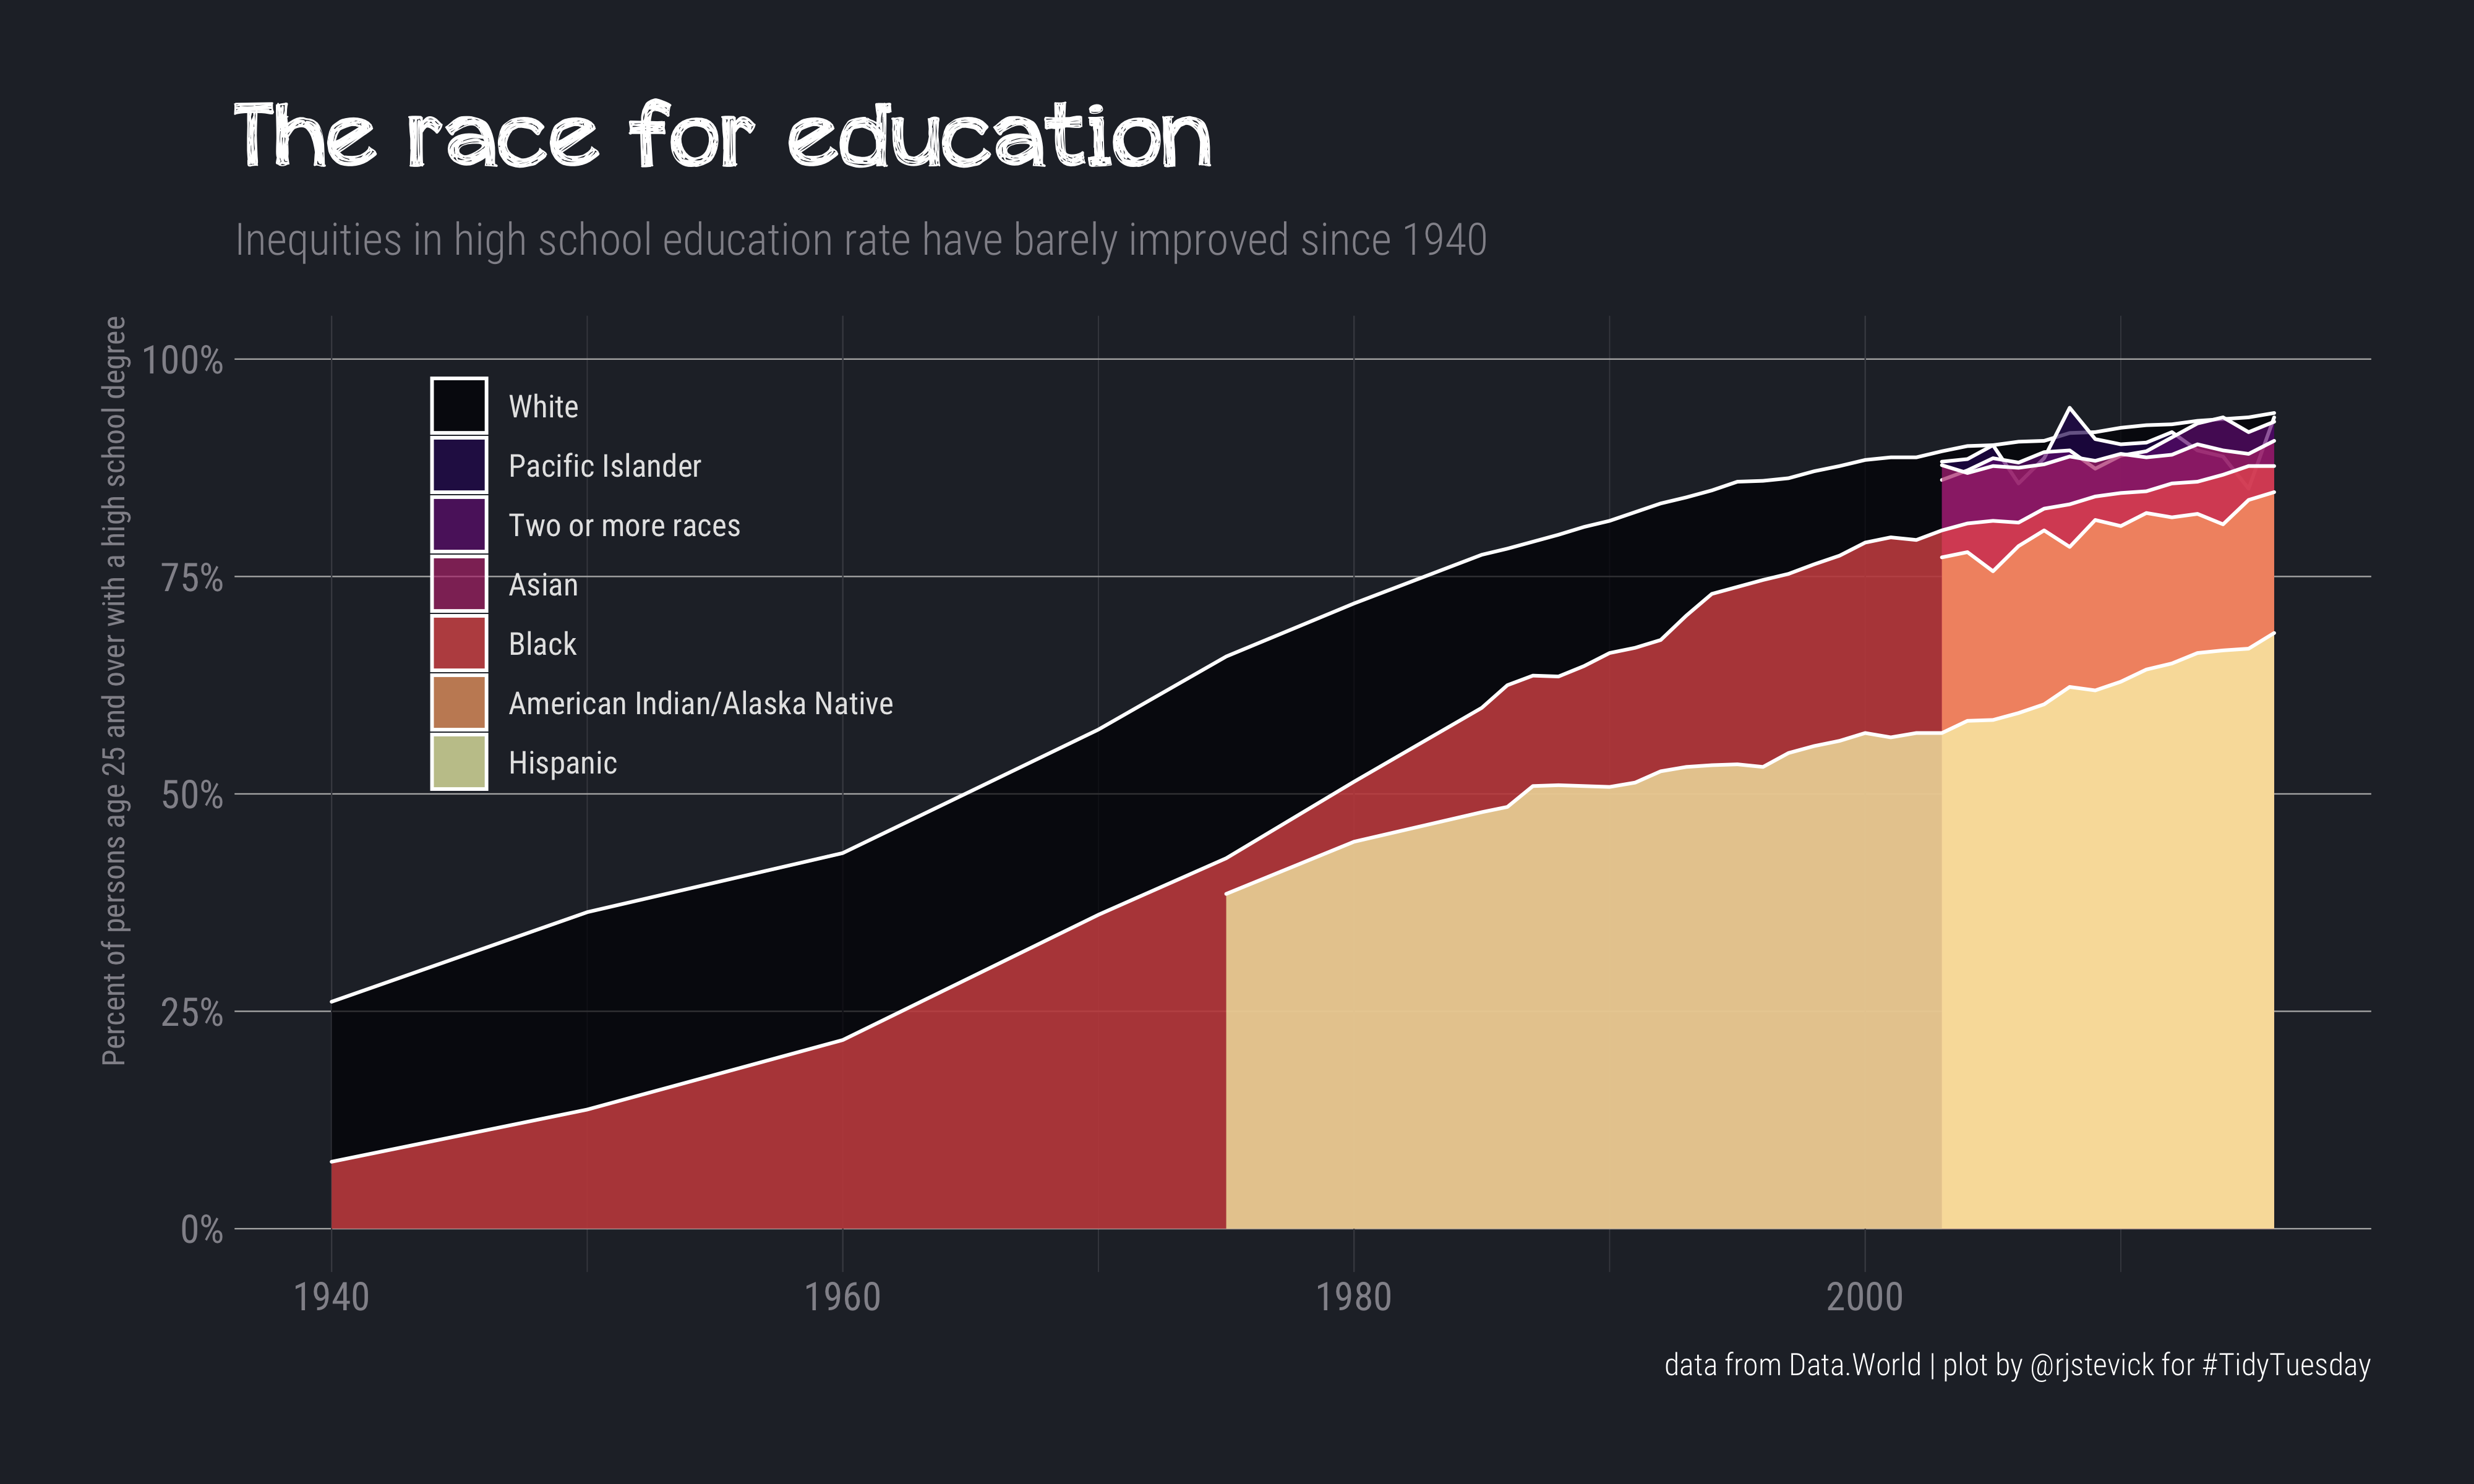 The race for education
Inequities in high school education rate have barely improved since 1940
Percent of persons age 25 and over with a high school degree
100%
75%
50%
25%
0%
White
Pacific Islander
Two or more races
Asian
Black
American Indian/Alaska Native
Hispanic
1940
1960
1980
2000
data from Data.World | plot by @rjstevick for #TidyTuesday